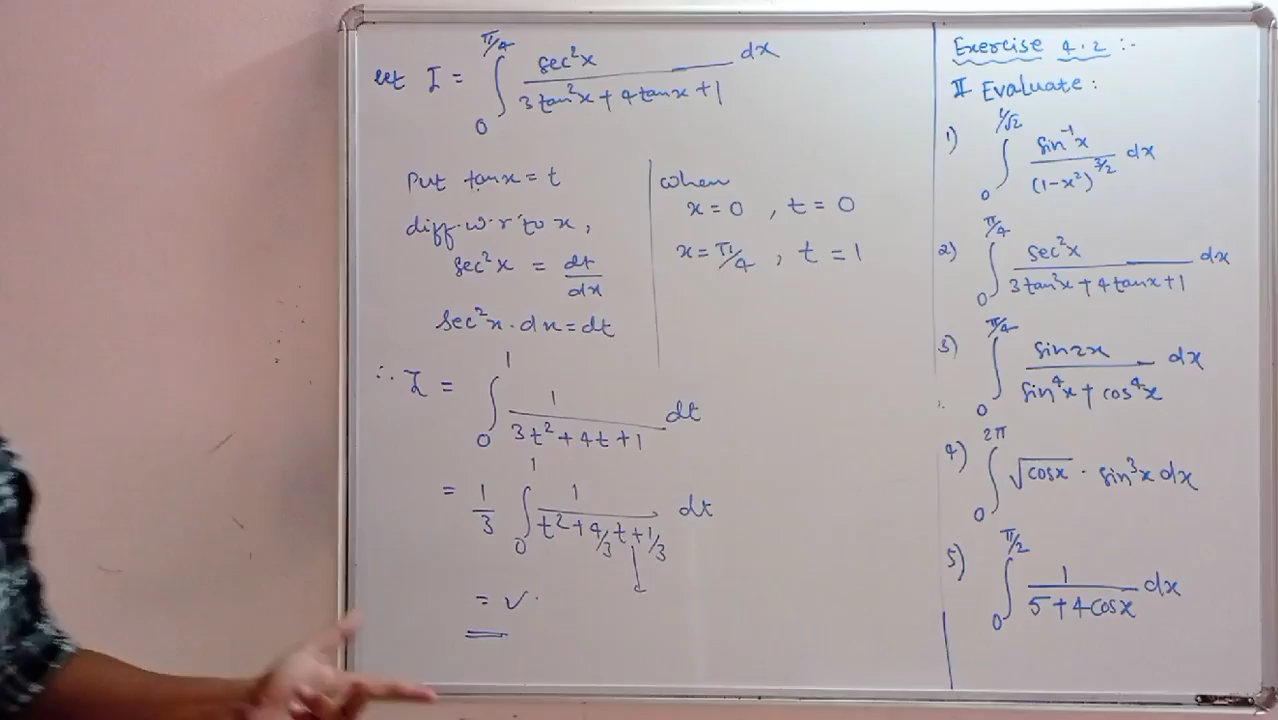 let I = ∫₀^{π/4} sec²x / (3tan²x + 4tanx + 1) dx
Put tanx = t
diff. w. r. to x,
sec²x = dt/dx
sec²x · dx = dt
when
x = 0 , t = 0
x = π/4 , t = 1
∴ I = ∫₀^1 1 / (3t² + 4t + 1) dt
= 1/3 ∫₀^1 1 / (t² + 4/3 t + 1/3) dt
= ✓.
Exercise 4.2 :-
II Evaluate :
1) ∫₀^{1/√2} sin⁻¹x / (1-x²)^{3/2} dx
2) ∫₀^{π/4} sec²x / (3tan²x + 4tanx + 1) dx
3) ∫₀^{π/4} sin2x / (sin⁴x + cos⁴x) dx
4) ∫₀^{2π} √cosx · sin³x dx
5) ∫₀^{π/2} 1 / (5 + 4cosx) dx